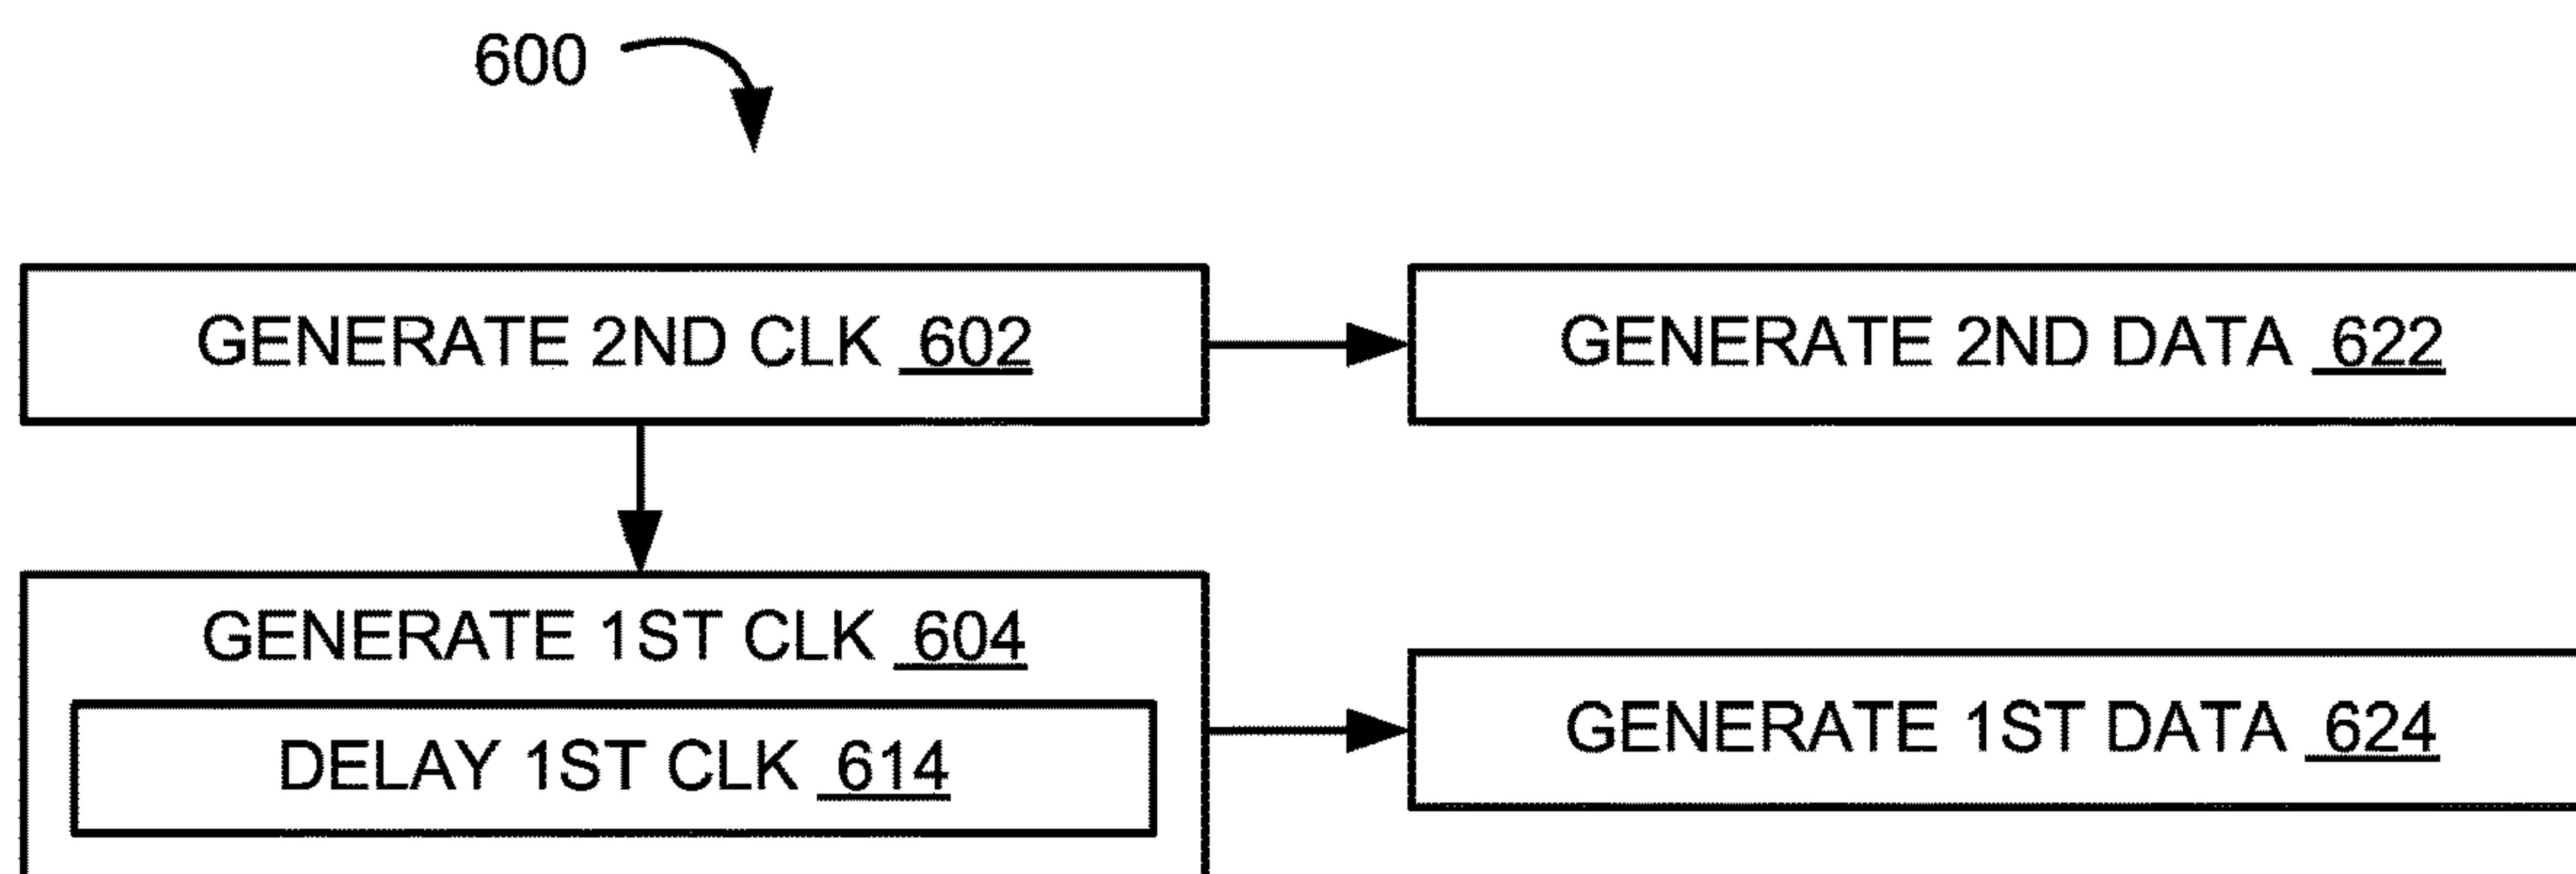 600
GENERATE 2ND CLK 602
GENERATE 2ND DATA 622
GENERATE 1ST CLK 604
DELAY 1ST CLK 614
GENERATE 1ST DATA 624